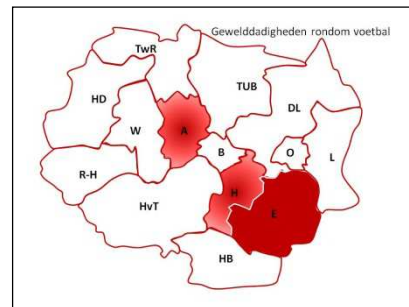 Gewelddadigheden rondom voetbal
TwR
HD
TUB
DL
W
A
B
O
L
R-H
H
HvT
E
HB